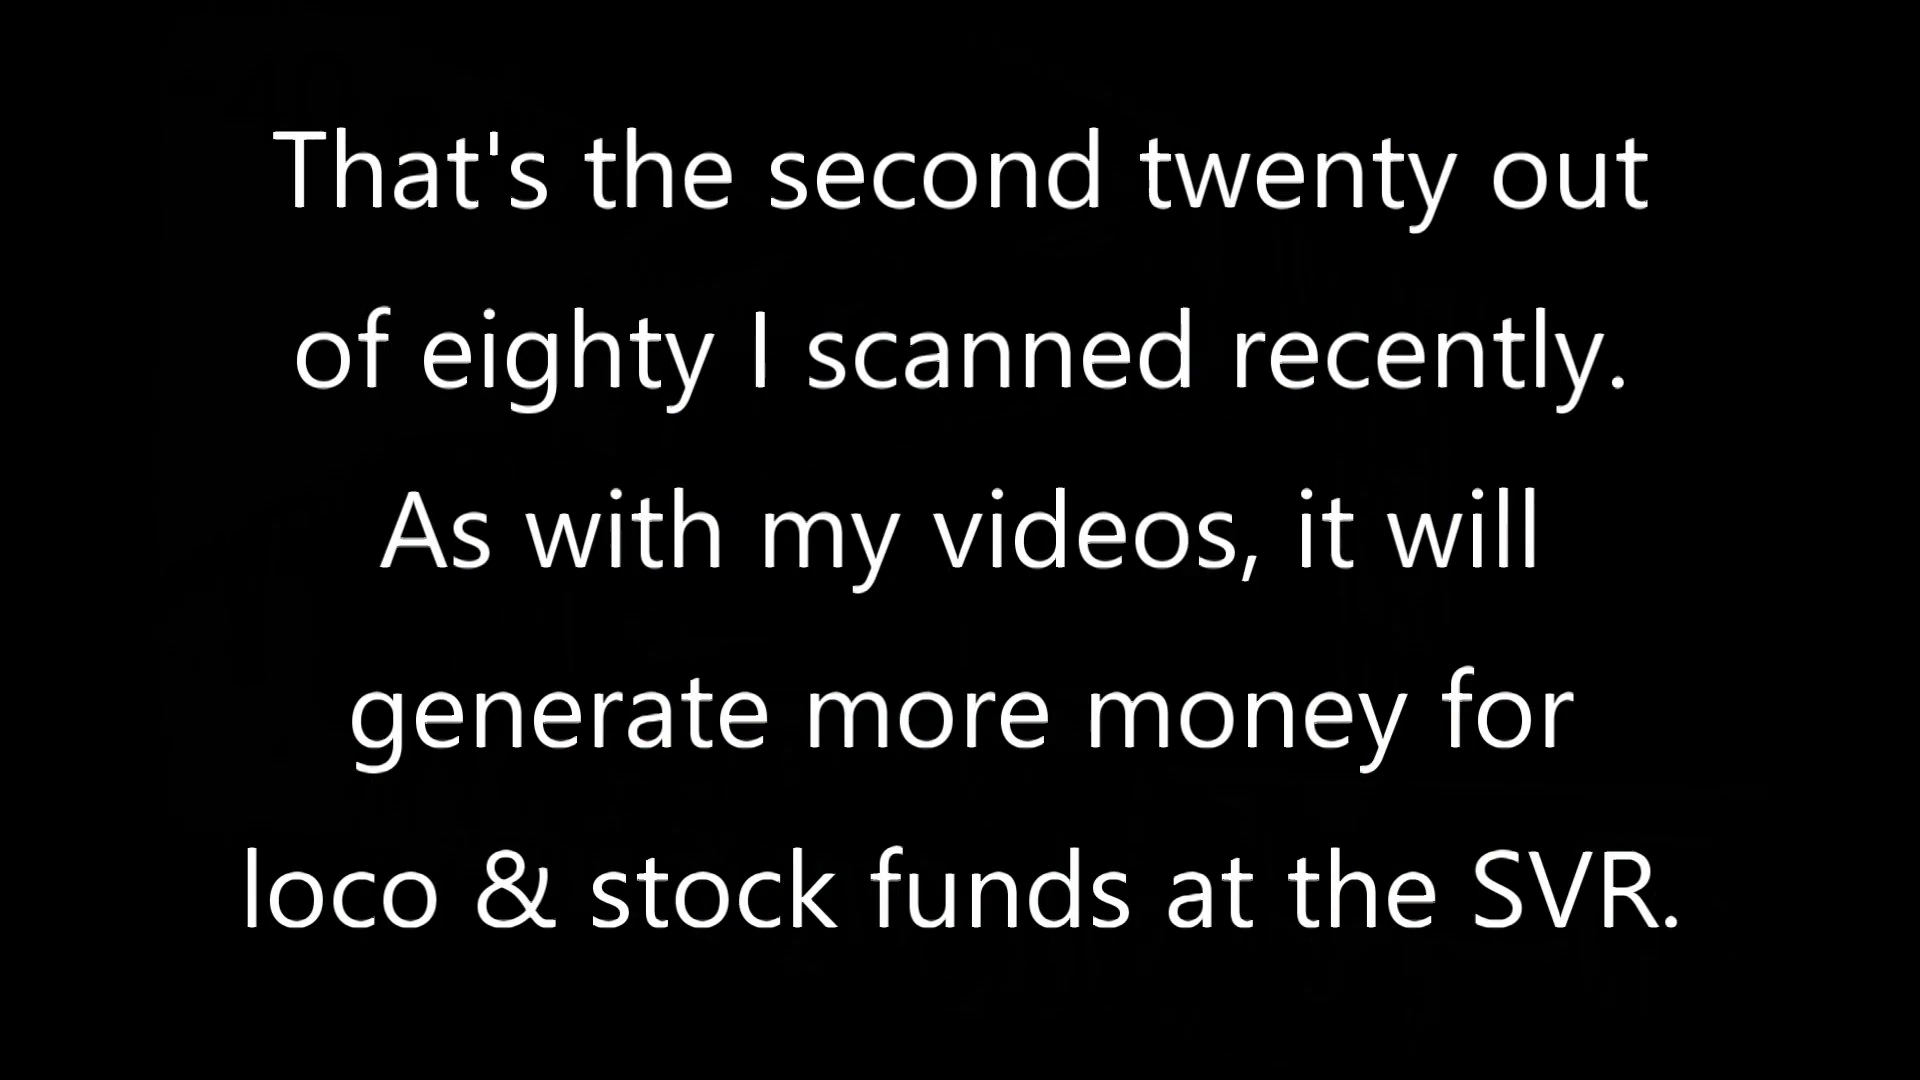 That's the second twenty out
of eighty I scanned recently.
As with my videos, it will
generate more money for
loco & stock funds at the SVR.